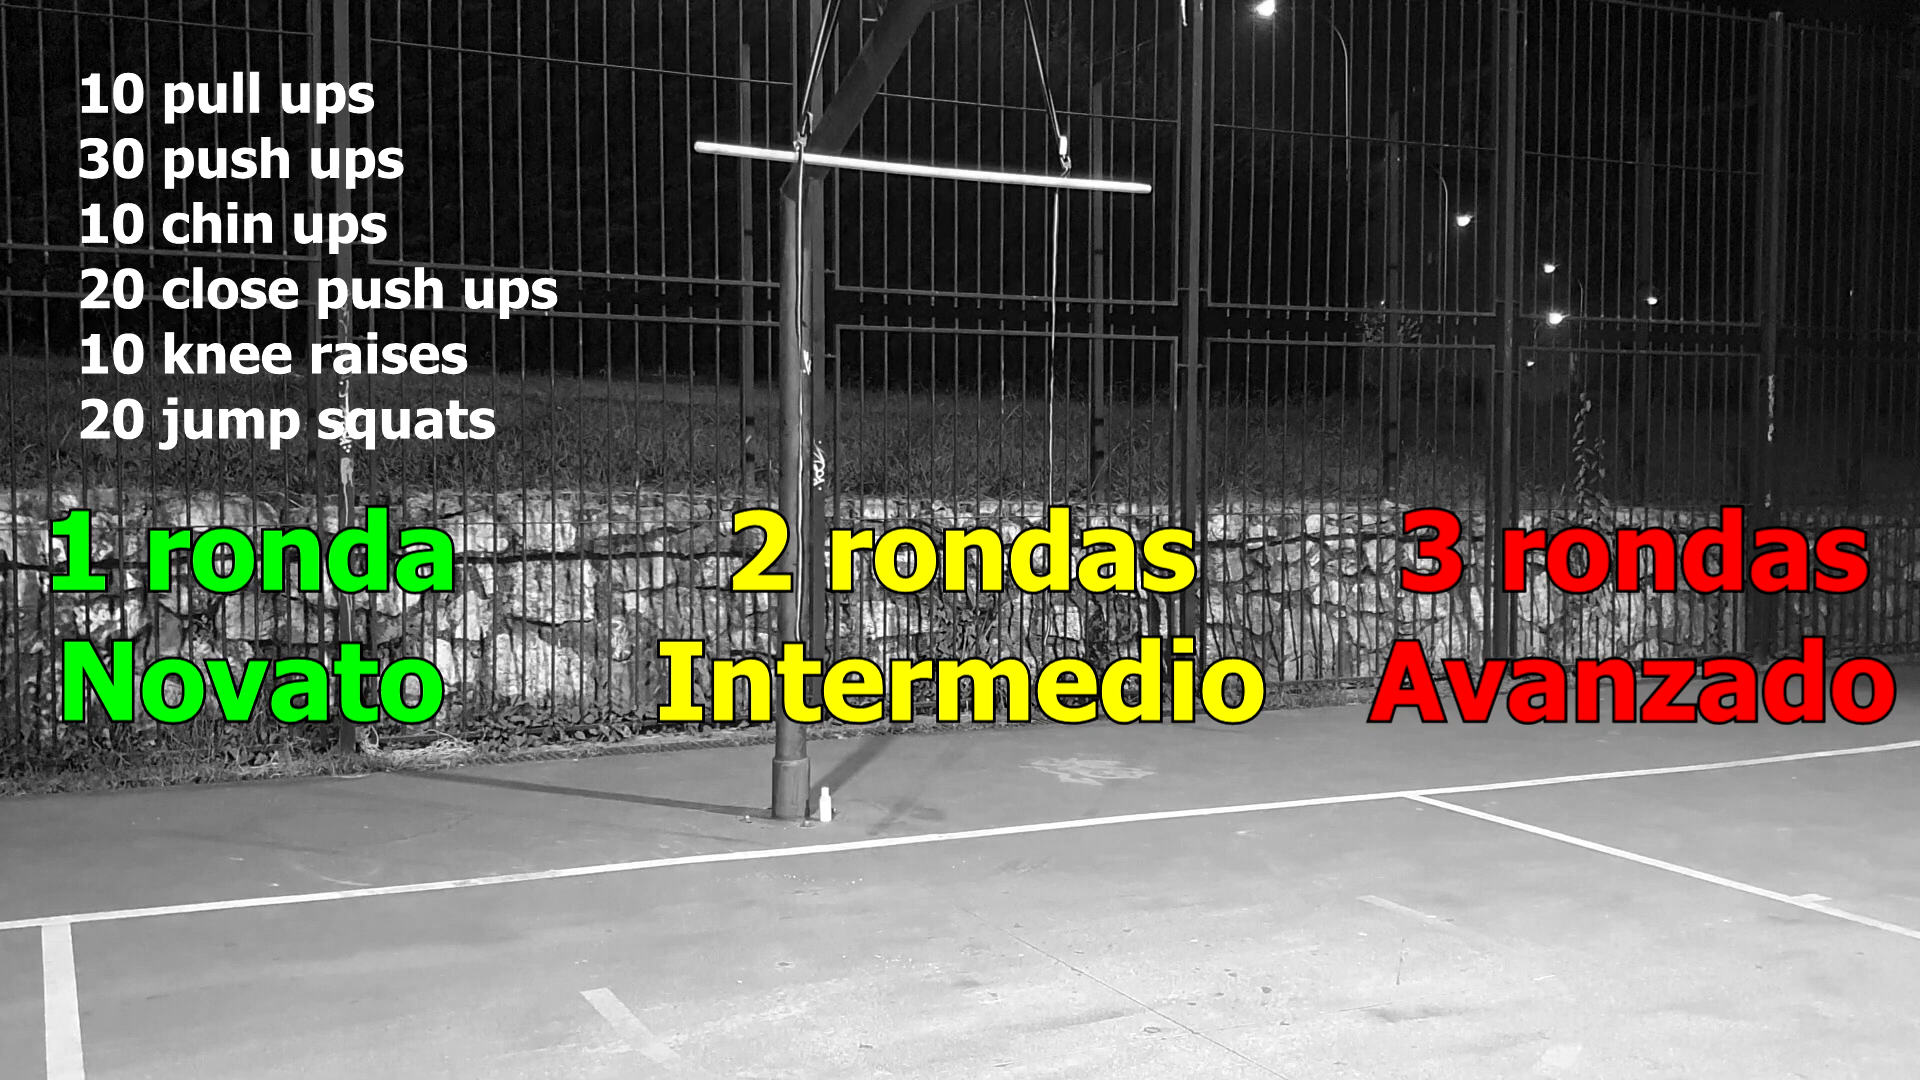 10 pull ups
30 push ups
10 chin ups
20 close push ups
10 knee raises
20 jump squats
1 ronda
Novato
2 rondas
Intermedio
3 rondas
Avanzado